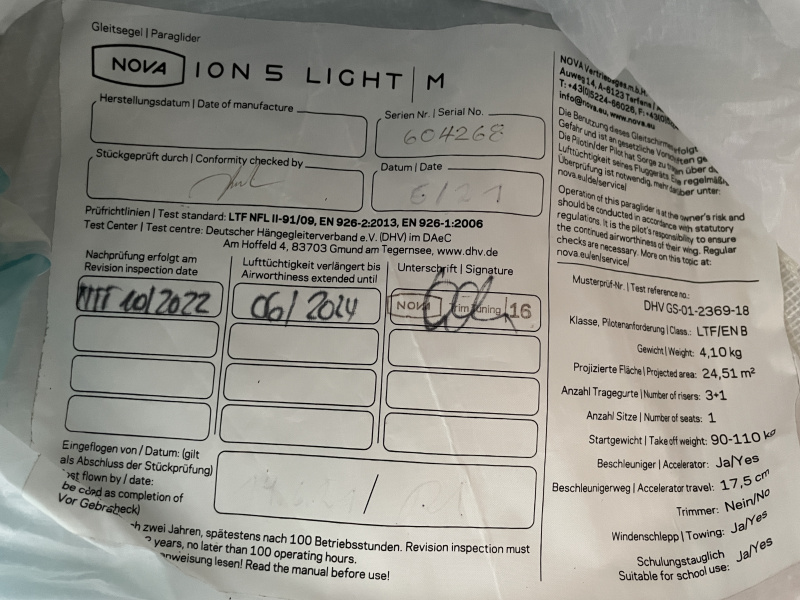 Gleitsegel | Paraglider
NOVA ION 5 LIGHT | M
Herstellungsdatum | Date of manufacture
Serien Nr. | Serial No.
604268
Stückgeprüft durch | Conformity checked by
Datum | Date
6/21
Prüfrichtlinien | Test standard: LTF NFL II-91/09, EN 926-2:2013, EN 926-1:2006
Test Center | Test centre: Deutscher Hängegleiterverband e.V. (DHV) im DAeC
Am Hoffeld 4, 83703 Gmund am Tegernsee, www.dhv.de
Nachprüfung erfolgt am
Revision inspection date
Lufttüchtigkeit verlängert bis
Airworthiness extended until
Unterschrift | Signature
10/2022
06/2024
NOVA Trim Tuning 16
Eingeflogen von / Datum: (gilt
als Abschluss der Stückprüfung)
flown by / date:
as completion of
Vor Gebrauch
zwei Jahren, spätestens nach 100 Betriebsstunden. Revision inspection must
years, no later than 100 operating hours.
lesen! Read the manual before use!
NOVA Vertriebsges.m.b.H.
Auweg 14, A-6123 Terfens |
T: +43(0)5224-66026, F: +43(0)
info@nova.eu, www.nova.eu
Die Benutzung dieses Gleitschirms erfolgt
Gefahr und ist an gesetzliche Vorschriften
Die Pilotin/der Pilot hat Sorge zu tragen über die
Lufttüchtigkeit seines Fluggeräts. Eine regelmäßige
Überprüfung ist notwendig, mehr darüber unter:
nova.eu/de/service/
Operation of this paraglider is at the owner's risk and
should be conducted in accordance with statutory
regulations. It is the pilot's responsibility to ensure
the continued airworthiness of their wing. Regular
checks are necessary. More on this topic at:
nova.eu/en/service/
Musterprüf-Nr. | Test reference no.:
DHV GS-01-2369-18
Klasse, Pilotenanforderung | Class.: LTF/EN B
Gewicht | Weight: 4,10 kg
Projizierte Fläche | Projected area: 24,51 m²
Anzahl Tragegurte | Number of risers: 3+1
Anzahl Sitze | Number of seats: 1
Startgewicht | Take off weight: 90-110 kg
Beschleuniger | Accelerator: Ja/Yes
Beschleunigerweg | Accelerator travel: 17,5 cm
Trimmer: Nein/No
Windenschlepp | Towing: Ja/Yes
Schulungstauglich
Suitable for school use: Ja/Yes